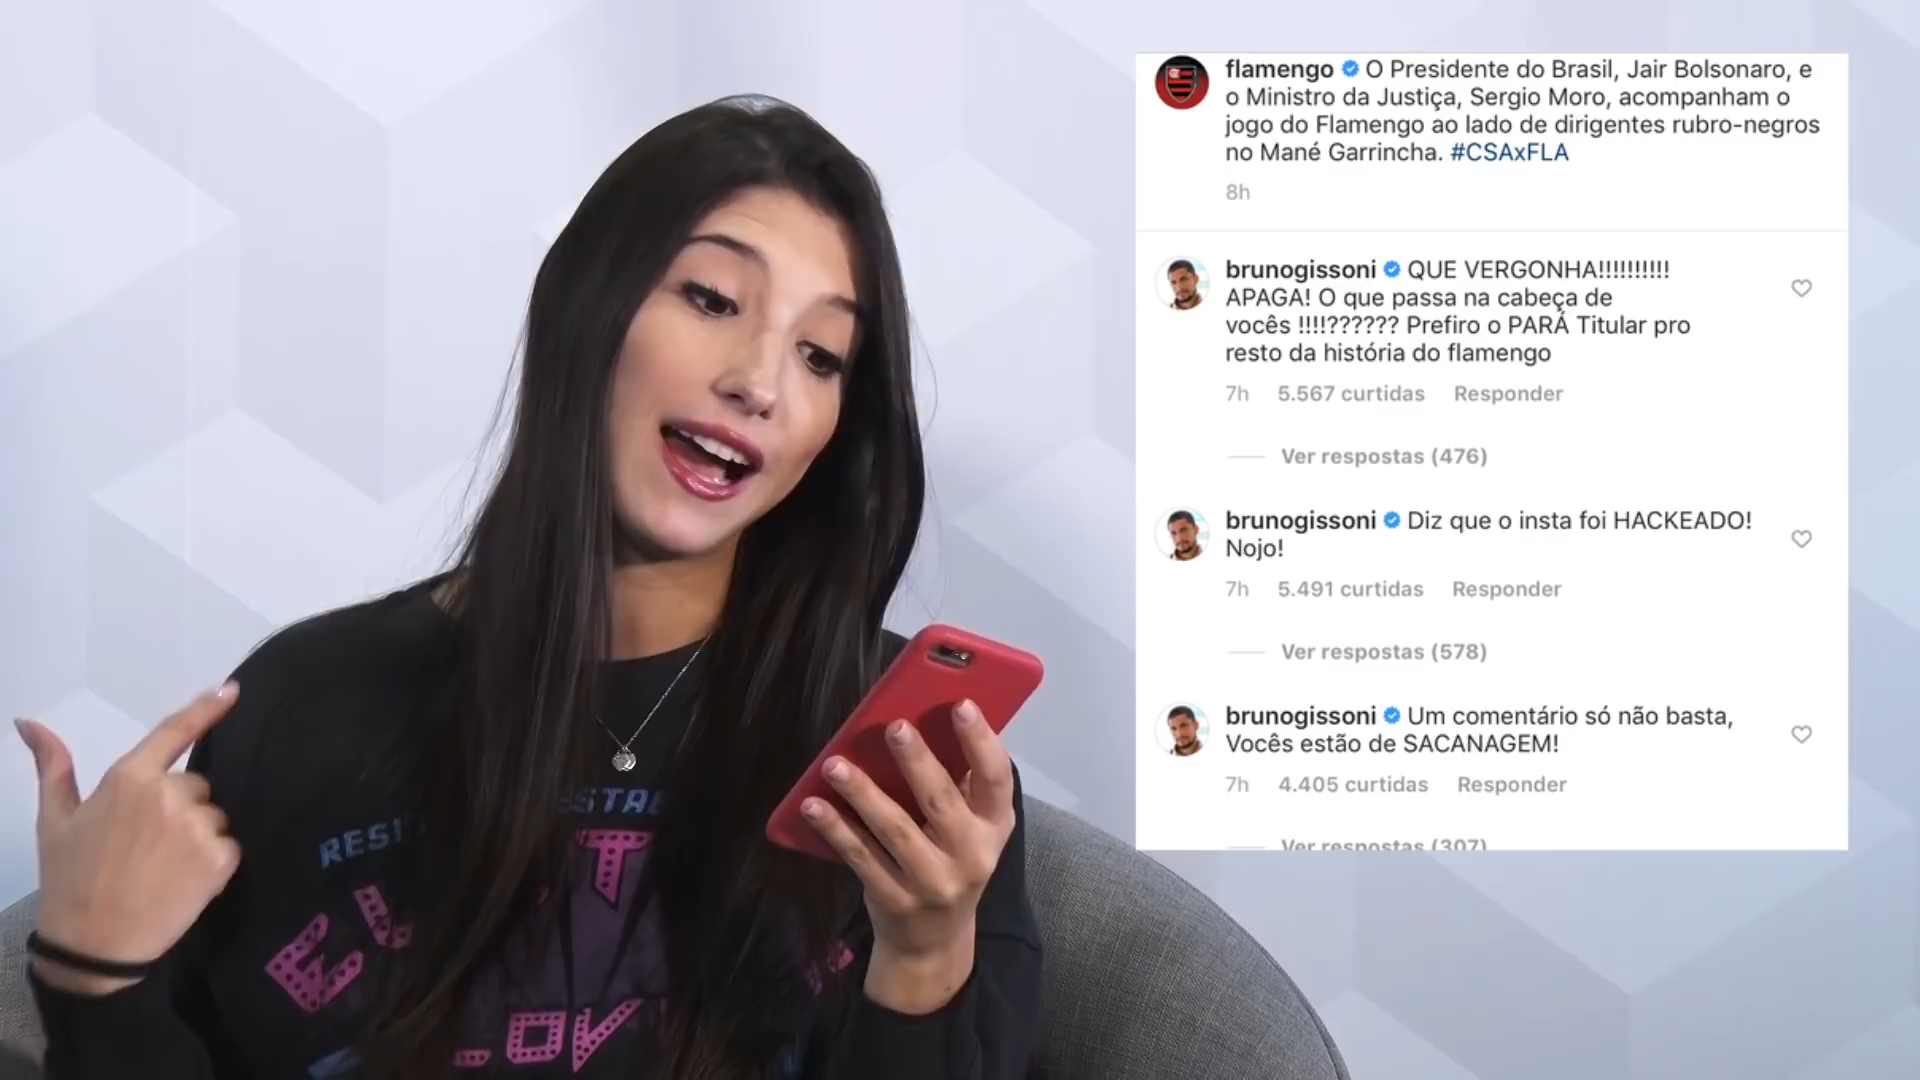 flamengo O Presidente do Brasil, Jair Bolsonaro, e
o Ministro da Justiça, Sergio Moro, acompanham o
jogo do Flamengo ao lado de dirigentes rubro-negros
no Mané Garrincha. #CSAxFLA
8h
brunogissoni QUE VERGONHA!!!!!!!!!!
APAGA! O que passa na cabeça de
vocês !!!!?????? Prefiro o PARÁ Titular pro
resto da história do flamengo
7h 5.567 curtidas Responder
Ver respostas (476)
brunogissoni Diz que o insta foi HACKEADO!
Nojo!
7h 5.491 curtidas Responder
Ver respostas (578)
brunogissoni Um comentário só não basta,
Vocês estão de SACANAGEM!
7h 4.405 curtidas Responder
Ver respostas (307)